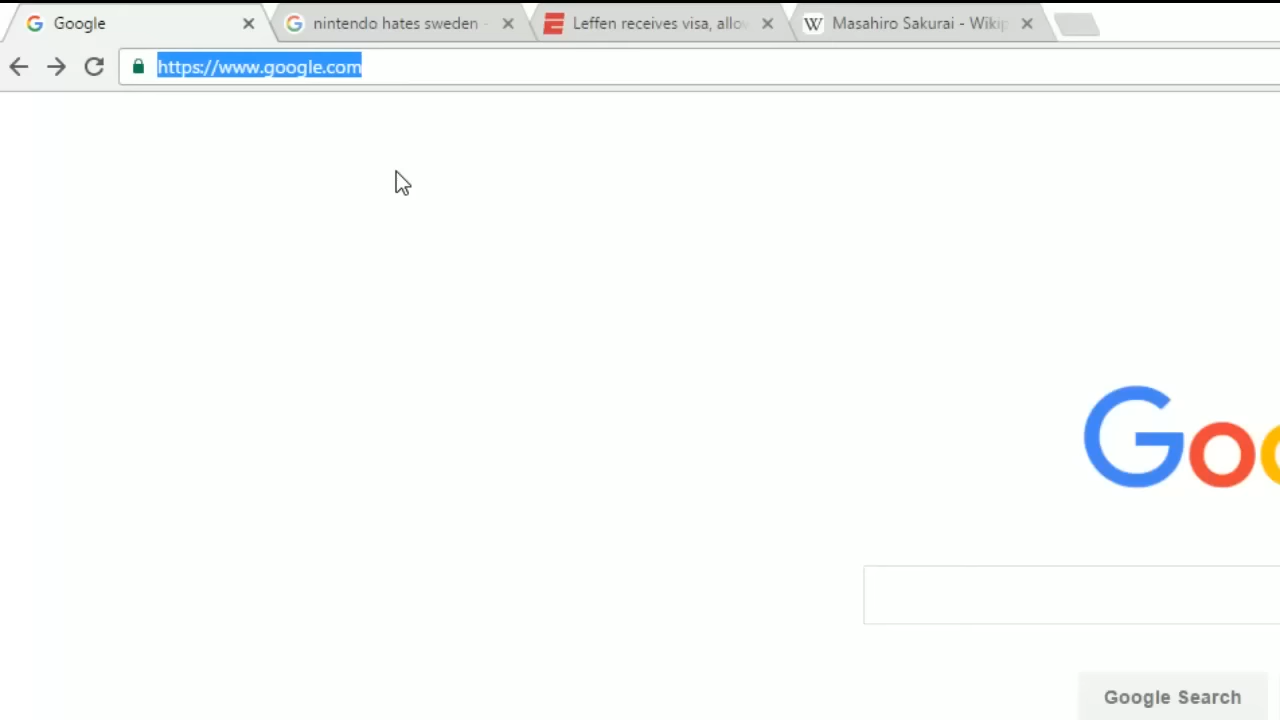 Google
nintendo hates sweden -
Leffen receives visa, allo
Masahiro Sakurai - Wikip
https://www.google.com
Goo
Google Search